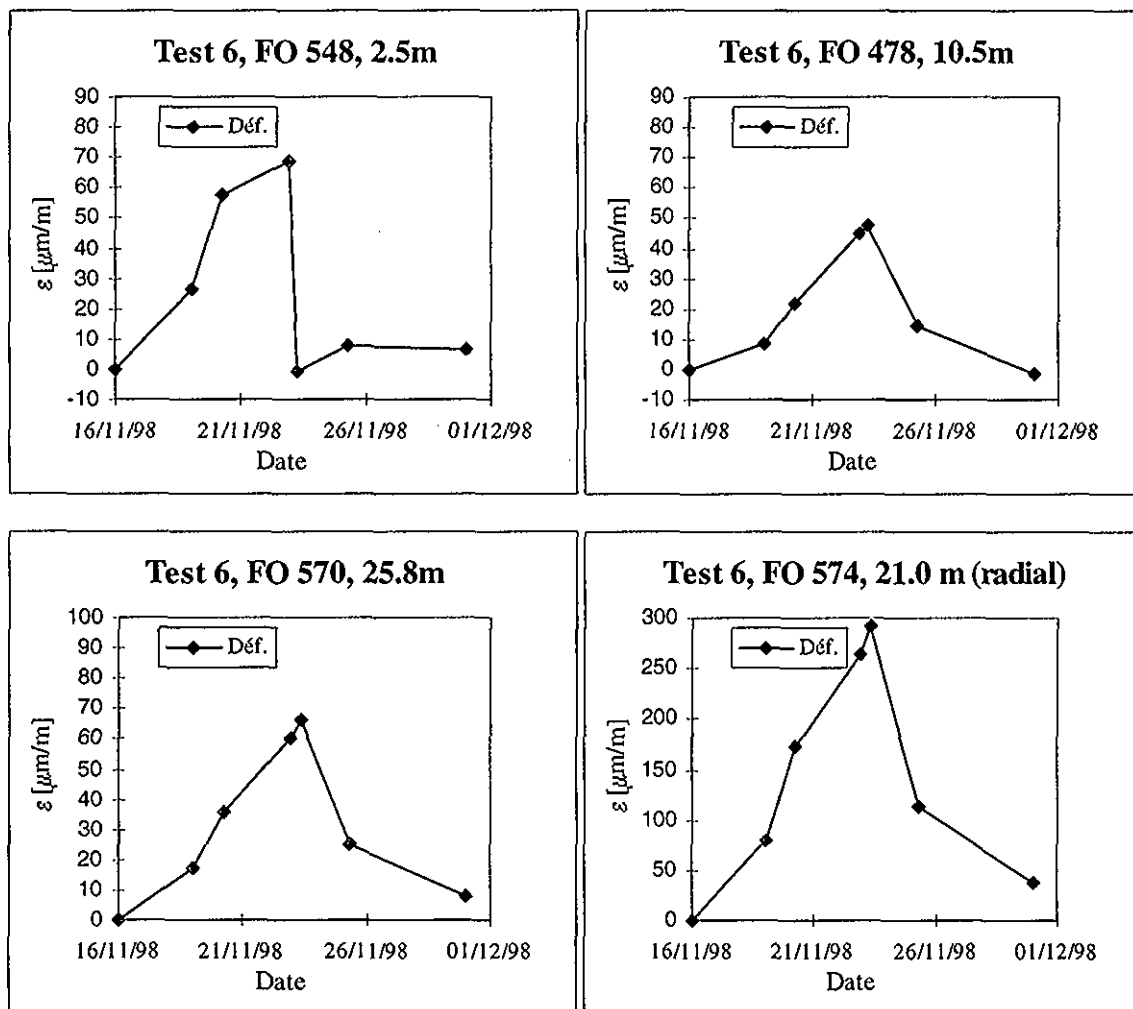 Test 6, FO 548, 2.5m
Déf.
ε [μm/m]
90
80
70
60
50
40
30
20
10
0
-10
16/11/98 21/11/98 26/11/98 01/12/98
Date
Test 6, FO 478, 10.5m
Déf.
ε [μm/m]
90
80
70
60
50
40
30
20
10
0
-10
16/11/98 21/11/98 26/11/98 01/12/98
Date
Test 6, FO 570, 25.8m
Déf.
ε [μm/m]
100
90
80
70
60
50
40
30
20
10
0
16/11/98 21/11/98 26/11/98 01/12/98
Date
Test 6, FO 574, 21.0 m (radial)
Déf.
ε [μm/m]
300
250
200
150
100
50
0
16/11/98 21/11/98 26/11/98 01/12/98
Date